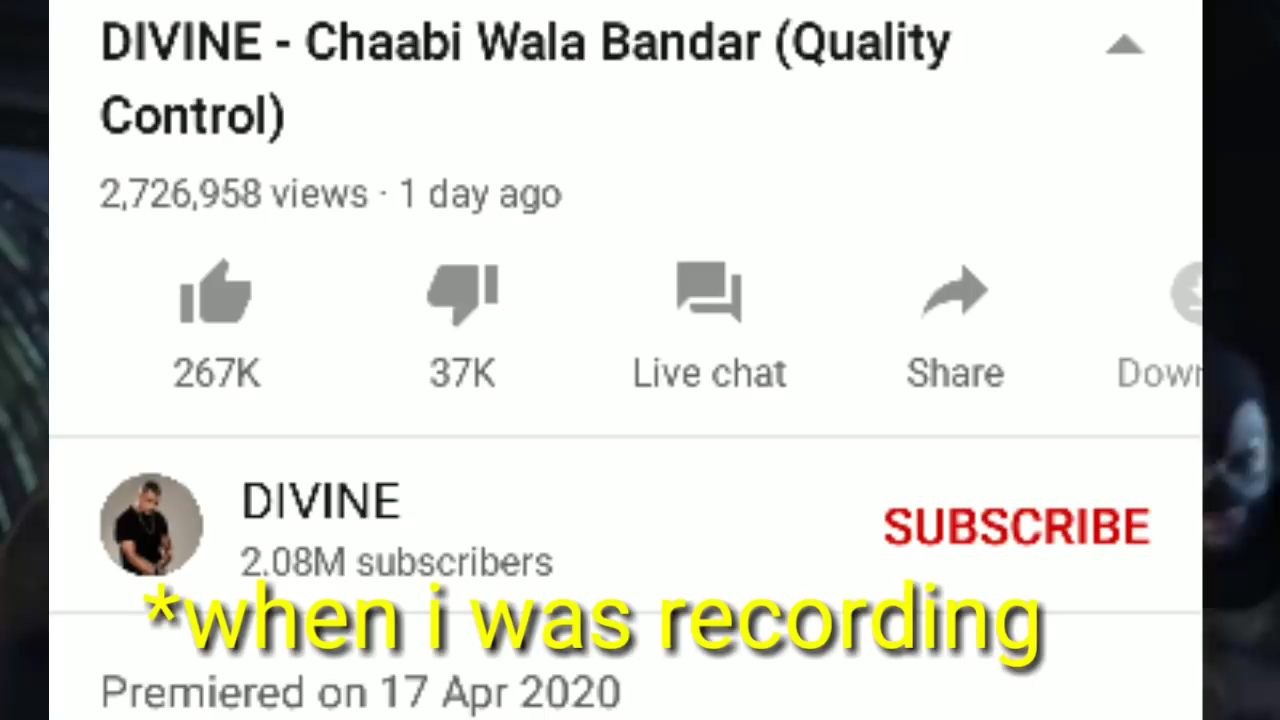 DIVINE - Chaabi Wala Bandar (Quality
Control)
2,726,958 views · 1 day ago
267K 37K Live chat Share
DIVINE
SUBSCRIBE
2.08M subscribers
*when i was recording
Premiered on 17 Apr 2020